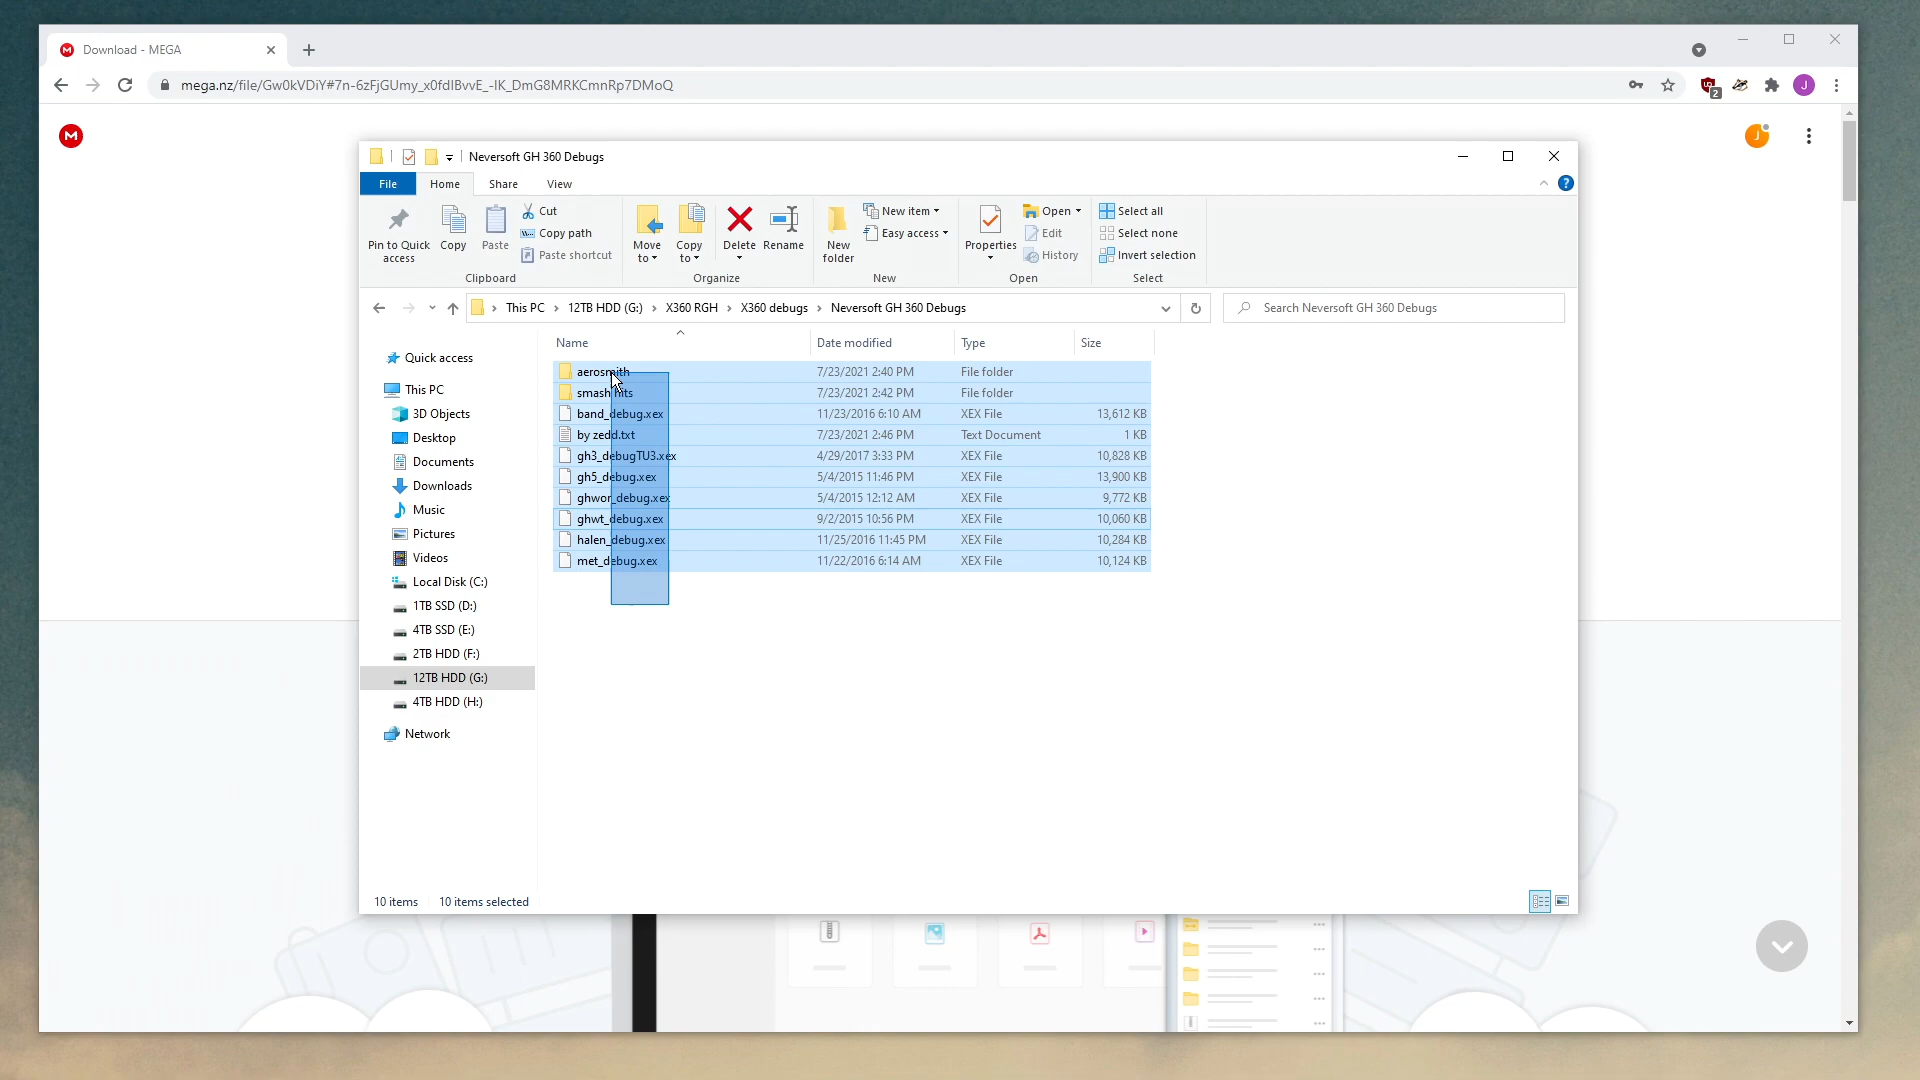 Download - MEGA
mega.nz/file/Gw0kVDiY#7n-6zFjGUmy_x0fdIBvvE_-IK_DmG8MRKCmnRp7DMoQ
2
J
M
J
Neversoft GH 360 Debugs
File Home Share View
Pin to Quick access
Copy
Paste
Cut
Copy path
Paste shortcut
Clipboard
Move to
Copy to
Delete
Rename
Organize
New folder
New item
Easy access
New
Properties
Open
Edit
History
Open
Select all
Select none
Invert selection
Select
This PC > 12TB HDD (G:) > X360 RGH > X360 debugs > Neversoft GH 360 Debugs
Search Neversoft GH 360 Debugs
Quick access
This PC
3D Objects
Desktop
Documents
Downloads
Music
Pictures
Videos
Local Disk (C:)
1TB SSD (D:)
4TB SSD (E:)
2TB HDD (F:)
12TB HDD (G:)
4TB HDD (H:)
Network
Name Date modified Type Size
aerosmith 7/23/2021 2:40 PM File folder
smash hits 7/23/2021 2:42 PM File folder
band_debug.xex 11/23/2016 6:10 AM XEX File 13,612 KB
by zedd.txt 7/23/2021 2:46 PM Text Document 1 KB
gh3_debugTU3.xex 4/29/2017 3:33 PM XEX File 10,828 KB
gh5_debug.xex 5/4/2015 11:46 PM XEX File 13,900 KB
ghwor_debug.xex 5/4/2015 12:12 AM XEX File 9,772 KB
ghwt_debug.xex 9/2/2015 10:56 PM XEX File 10,060 KB
halen_debug.xex 11/25/2016 11:45 PM XEX File 10,284 KB
met_debug.xex 11/22/2016 6:14 AM XEX File 10,124 KB
10 items 10 items selected